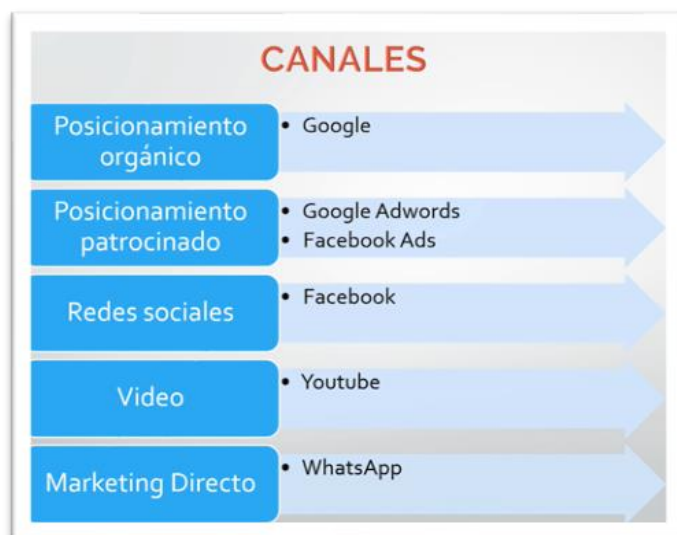 CANALES
Posicionamiento
orgánico
• Google
Posicionamiento
patrocinado
• Google Adwords
• Facebook Ads
Redes sociales
• Facebook
Video
• Youtube
Marketing Directo
• WhatsApp